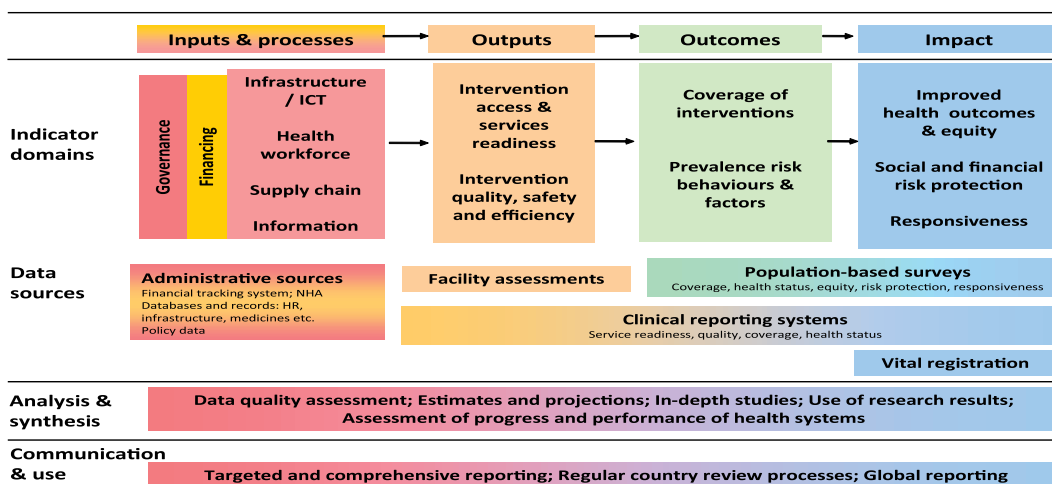 Inputs & processes
Outputs
Outcomes
Impact
Indicator
domains
Governance
Financing
Infrastructure
/ ICT
Health
workforce
Supply chain
Information
Intervention
access &
services
readiness
Intervention
quality, safety
and efficiency
Coverage of
interventions
Prevalence risk
behaviours &
factors
Improved
health outcomes
& equity
Social and financial
risk protection
Responsiveness
Data
sources
Administrative sources
Financial tracking system; NHA
Databases and records: HR,
infrastructure, medicines etc.
Policy data
Facility assessments
Population-based surveys
Coverage, health status, equity, risk protection, responsiveness
Clinical reporting systems
Service readiness, quality, coverage, health status
Vital registration
Analysis &
synthesis
Data quality assessment; Estimates and projections; In-depth studies; Use of research results;
Assessment of progress and performance of health systems
Communication
& use
Targeted and comprehensive reporting; Regular country review processes; Global reporting